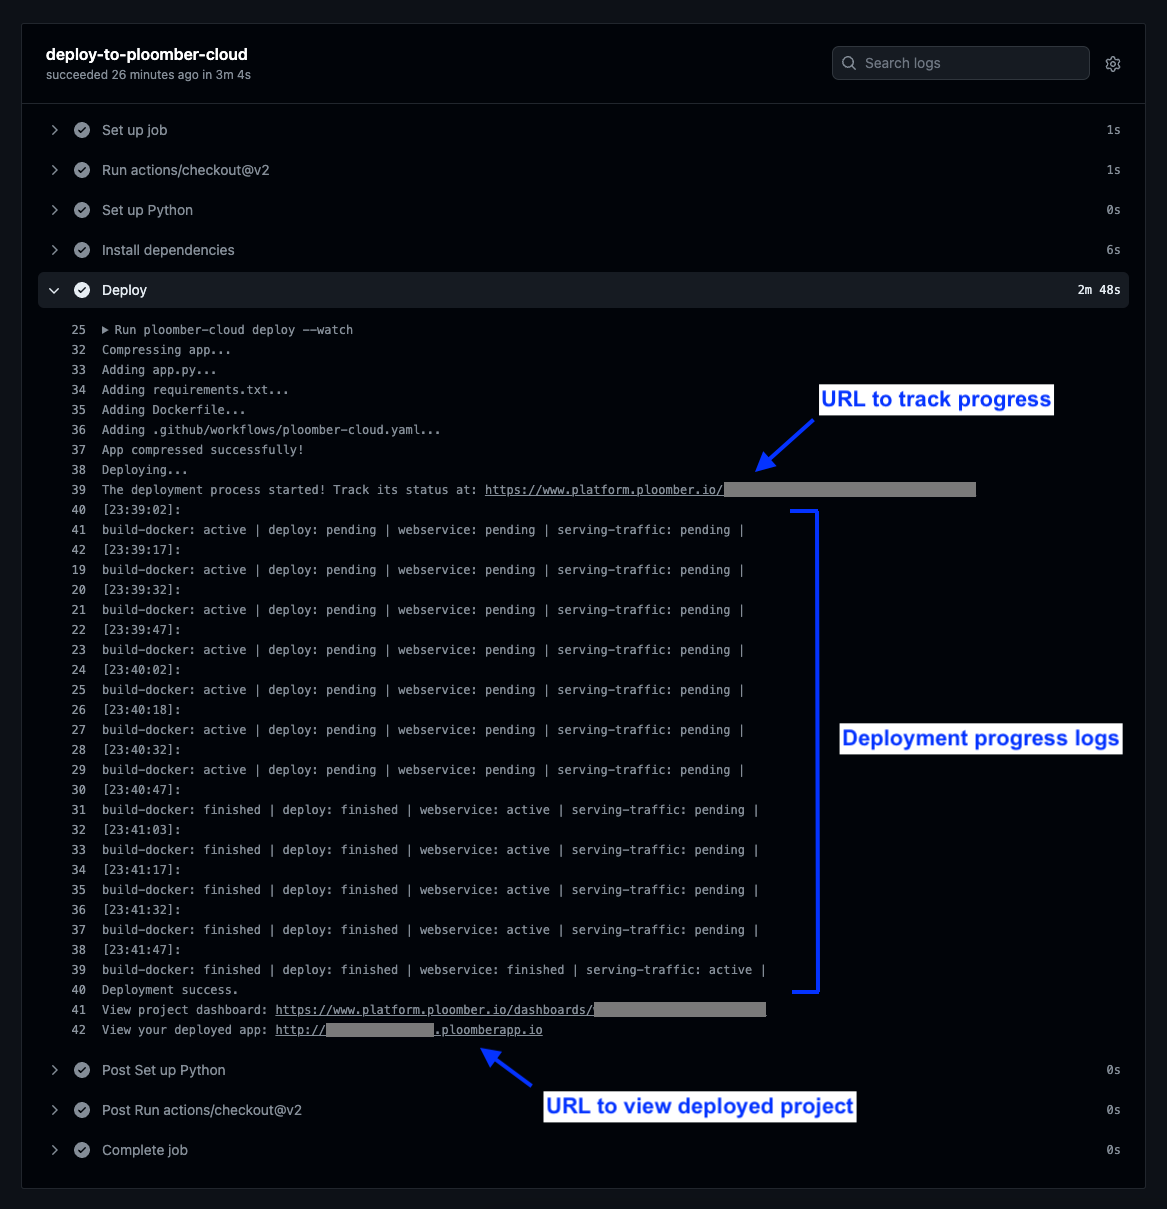 deploy-to-ploomber-cloud
succeeded 26 minutes ago in 3m 4s
Search logs
Set up job 1s
Run actions/checkout@v2 1s
Set up Python 0s
Install dependencies 6s
Deploy 2m 48s
25 Run ploomber-cloud deploy --watch
32 Compressing app...
33 Adding app.py...
34 Adding requirements.txt...
35 Adding Dockerfile...
URL to track progress
36 Adding .github/workflows/ploomber-cloud.yaml...
37 App compressed successfully!
38 Deploying...
39 The deployment process started! Track its status at: https://www.platform.ploomber.io/
40 [23:39:02]:
41 build-docker: active | deploy: pending | webservice: pending | serving-traffic: pending |
42 [23:39:17]:
19 build-docker: active | deploy: pending | webservice: pending | serving-traffic: pending |
20 [23:39:32]:
21 build-docker: active | deploy: pending | webservice: pending | serving-traffic: pending |
22 [23:39:47]:
23 build-docker: active | deploy: pending | webservice: pending | serving-traffic: pending |
24 [23:40:02]:
25 build-docker: active | deploy: pending | webservice: pending | serving-traffic: pending |
26 [23:40:18]:
27 build-docker: active | deploy: pending | webservice: pending | serving-traffic: pending |
Deployment progress logs
28 [23:40:32]:
29 build-docker: active | deploy: pending | webservice: pending | serving-traffic: pending |
30 [23:40:47]:
31 build-docker: finished | deploy: finished | webservice: active | serving-traffic: pending |
32 [23:41:03]:
33 build-docker: finished | deploy: finished | webservice: active | serving-traffic: pending |
34 [23:41:17]:
35 build-docker: finished | deploy: finished | webservice: active | serving-traffic: pending |
36 [23:41:32]:
37 build-docker: finished | deploy: finished | webservice: active | serving-traffic: pending |
38 [23:41:47]:
39 build-docker: finished | deploy: finished | webservice: finished | serving-traffic: active |
40 Deployment success.
41 View project dashboard: https://www.platform.ploomber.io/dashboards/
42 View your deployed app: http:// .ploomberapp.io
Post Set up Python 0s
URL to view deployed project
Post Run actions/checkout@v2 0s
Complete job 0s